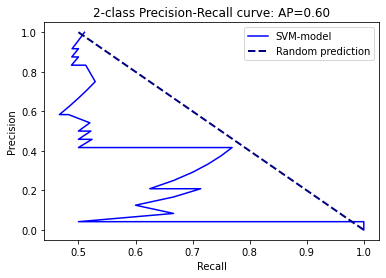 2-class Precision-Recall curve: AP=0.60
SVM-model
Random prediction
1.0
0.8
0.6
0.4
0.2
0.0
Precision
0.5 0.6 0.7 0.8 0.9 1.0
Recall